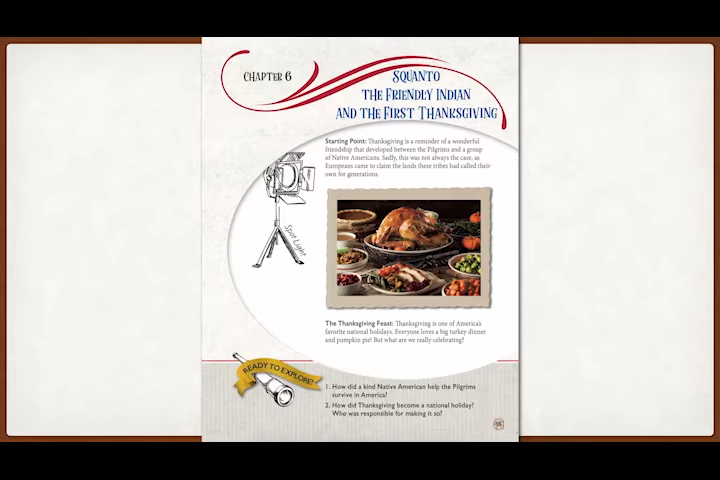 CHAPTER 6
SQUANTO
THE FRIENDLY INDIAN
AND THE FIRST THANKSGIVING
Starting Point: Thanksgiving is a reminder of a wonderful
friendship that developed between the Pilgrims and a group
of Native Americans. Sadly, this was not always the case, as
Europeans came to claim the lands these tribes had called their
own for generations.
Spot Light
The Thanksgiving Feast: Thanksgiving is one of America's
favorite national holidays. Everyone loves a big turkey dinner
and pumpkin pie! But what are we really celebrating?
READY TO EXPLORE?
1. How did a kind Native American help the Pilgrims
survive in America?
2. How did Thanksgiving become a national holiday?
Who was responsible for making it so?